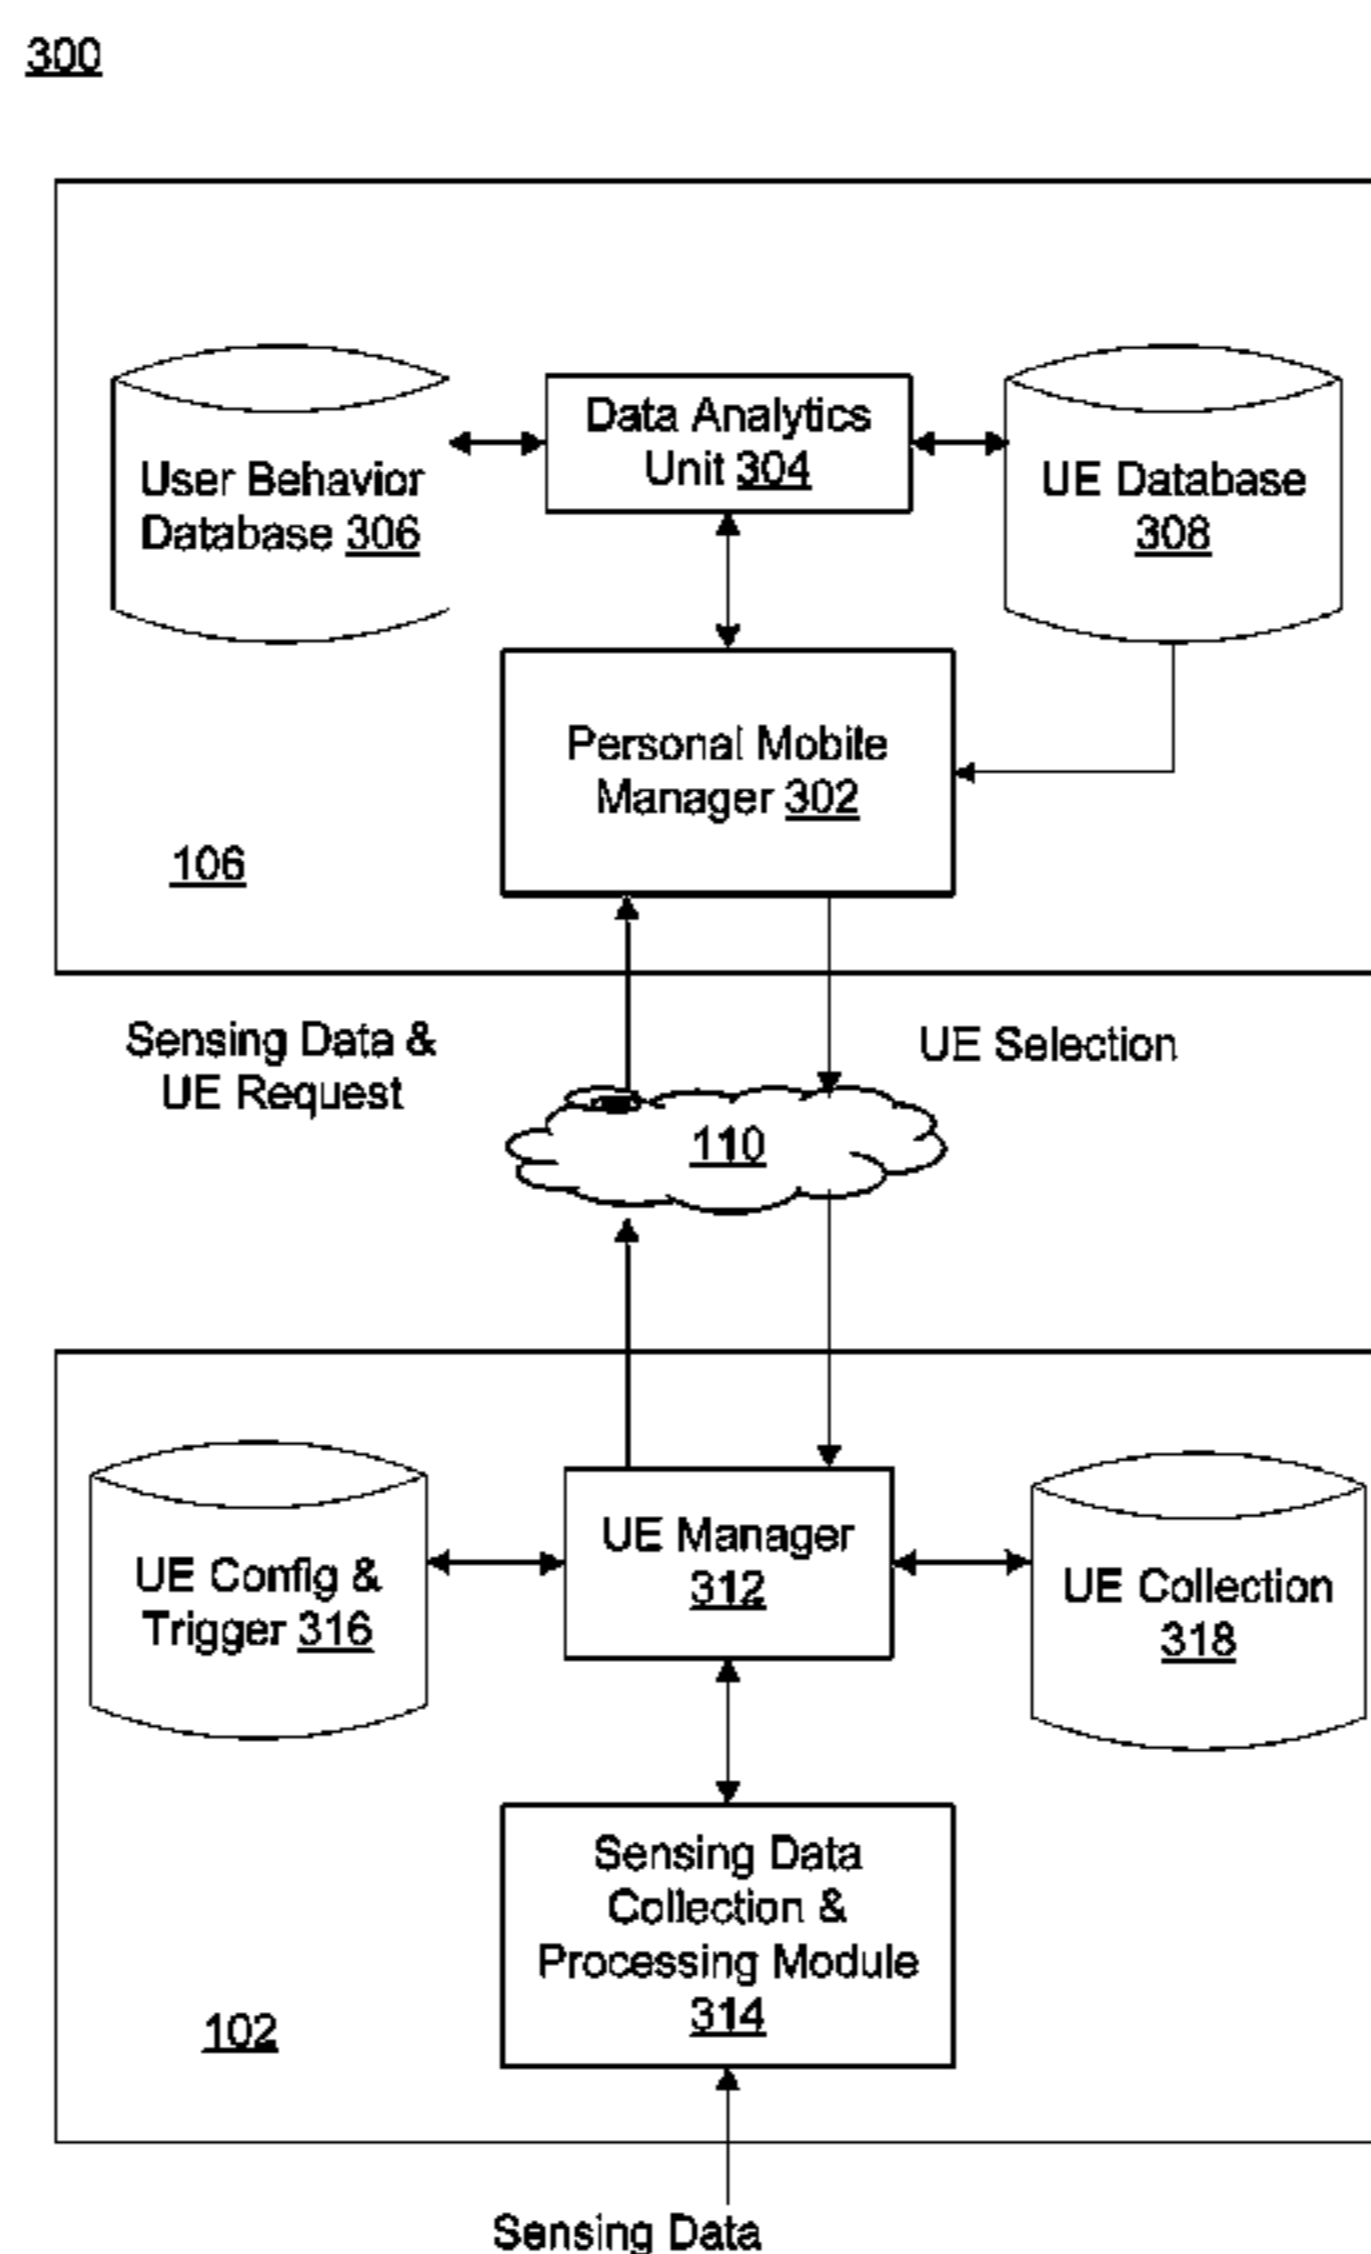 300
User Behavior
Database 306
Data Analytics
Unit 304
UE Database
308
Personal Mobile
Manager 302
106
Sensing Data &
UE Request
UE Selection
110
UE Config &
Trigger 316
UE Manager
312
UE Collection
318
Sensing Data
Collection &
Processing Module
314
102
Sensing Data